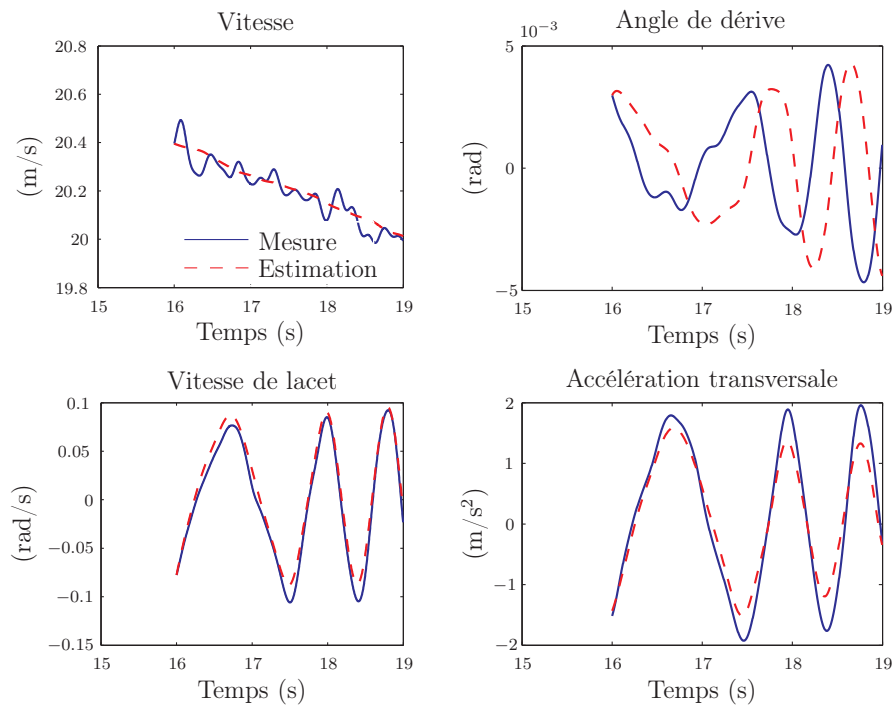 Vitesse
20.8
20.6
20.4
20.2
20
19.8
(m/s)
Mesure
Estimation
15
16
17
18
19
Temps (s)
Angle de dérive
5 x 10⁻³
0
−5
(rad)
15
16
17
18
19
Temps (s)
Vitesse de lacet
0.1
0.05
0
−0.05
−0.1
−0.15
(rad/s)
15
16
17
18
19
Temps (s)
Accélération transversale
2
1
0
−1
−2
(m/s²)
15
16
17
18
19
Temps (s)